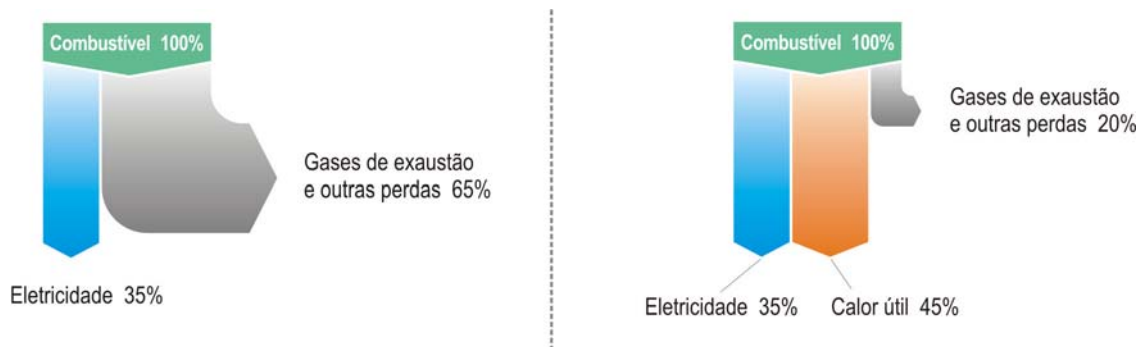 Combustível 100%
Gases de exaustão
e outras perdas 65%
Eletricidade 35%
Combustível 100%
Gases de exaustão
e outras perdas 20%
Eletricidade 35%
Calor útil 45%